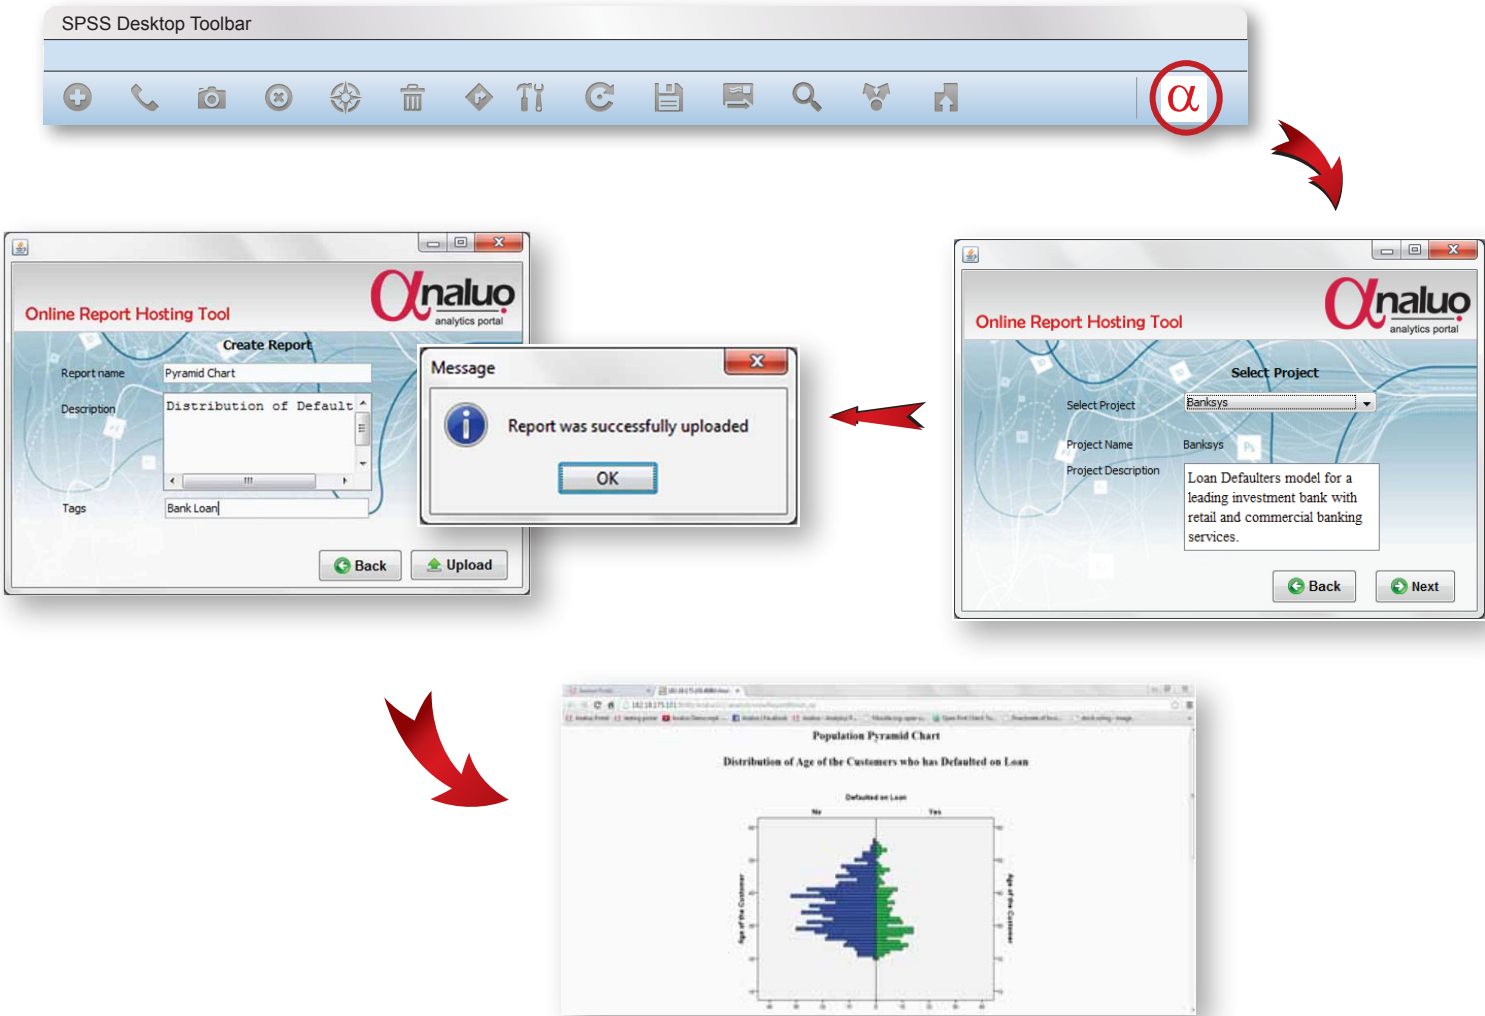 SPSS Desktop Toolbar
α
αnaluo
analytics portal
Online Report Hosting Tool
Create Report
Report name
Pyramid Chart
Description
Distribution of Default
Tags
Bank Loan
Back
Upload
Message
Report was successfully uploaded
OK
αnaluo
analytics portal
Online Report Hosting Tool
Select Project
Select Project
Banksys
Project Name
Banksys
Project Description
Loan Defaulters model for a
leading investment bank with
retail and commercial banking
services.
Back
Next
Population Pyramid Chart
Distribution of Age of the Customers who has Defaulted on Loan
Defaulted on Loan
No
Yes
Age of the Customer
Age of the Customer